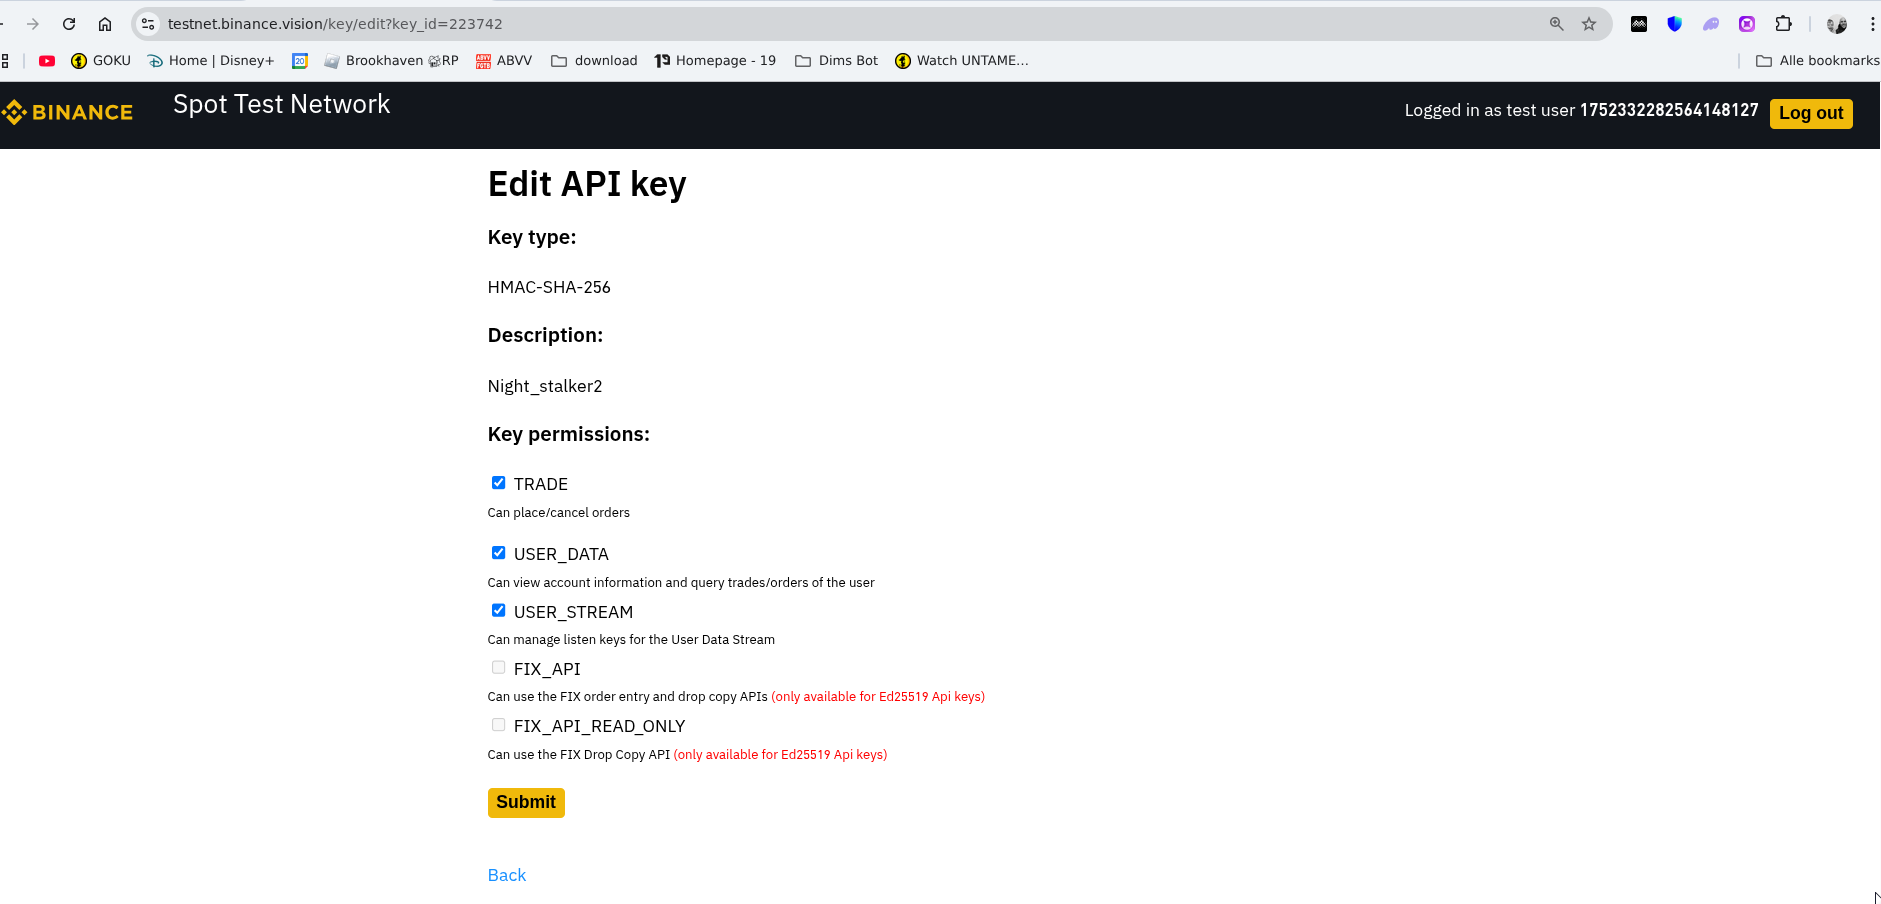 testnet.binance.vision/key/edit?key_id=223742
GOKU Home | Disney+ 20 Brookhaven RP ABVV download Homepage - 19 Dims Bot Watch UNTAME... Alle bookmarks
BINANCE Spot Test Network Logged in as test user 1752332282564148127 Log out
Edit API key
Key type:
HMAC-SHA-256
Description:
Night_stalker2
Key permissions:
TRADE
Can place/cancel orders
USER_DATA
Can view account information and query trades/orders of the user
USER_STREAM
Can manage listen keys for the User Data Stream
FIX_API
Can use the FIX order entry and drop copy APIs (only available for Ed25519 Api keys)
FIX_API_READ_ONLY
Can use the FIX Drop Copy API (only available for Ed25519 Api keys)
Submit
Back